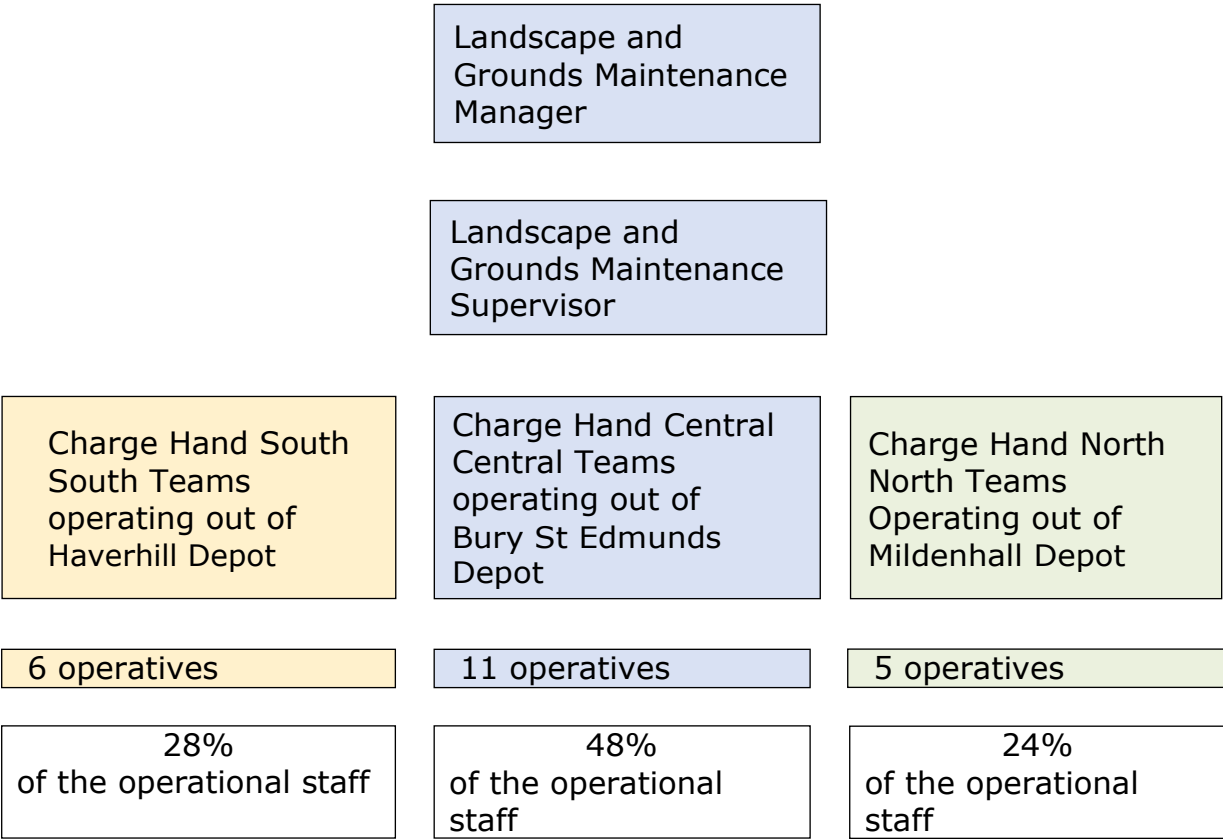 Landscape and
Grounds Maintenance
Manager
Landscape and
Grounds Maintenance
Supervisor
Charge Hand South
South Teams
operating out of
Haverhill Depot
Charge Hand Central
Central Teams
operating out of
Bury St Edmunds
Depot
Charge Hand North
North Teams
Operating out of
Mildenhall Depot
6 operatives
11 operatives
5 operatives
28%
of the operational staff
48%
of the operational
staff
24%
of the operational
staff